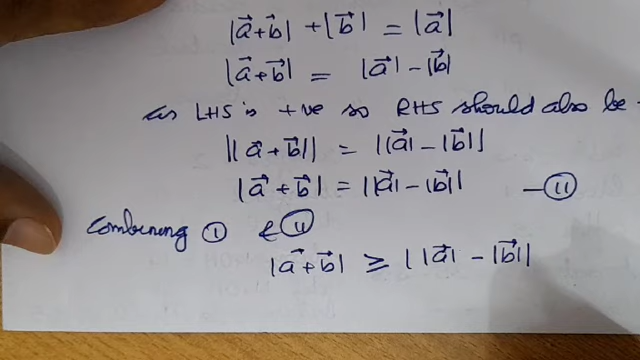 |a⃗+b⃗| + |b⃗| = |a⃗|
|a⃗+b⃗| = |a⃗| - |b⃗|
as LHS is +ve so RHS should also be
||a⃗+b⃗|| = ||a⃗| - |b⃗||
|a⃗+b⃗| = ||a⃗| - |b⃗|| — (II)
Combining (I) & (II)
|a⃗+b⃗| ≥ ||a⃗| - |b⃗||